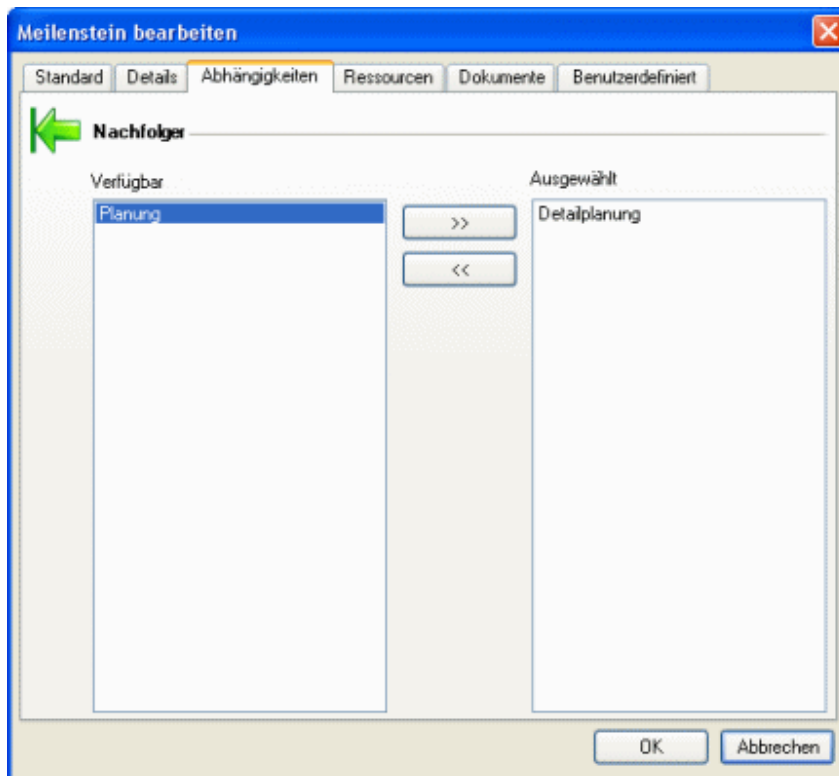 Meilenstein bearbeiten
Standard Details Abhängigkeiten Ressourcen Dokumente Benutzerdefiniert
Nachfolger
Verfügbar Ausgewählt
Planung >> Detailplanung
<<
OK Abbrechen